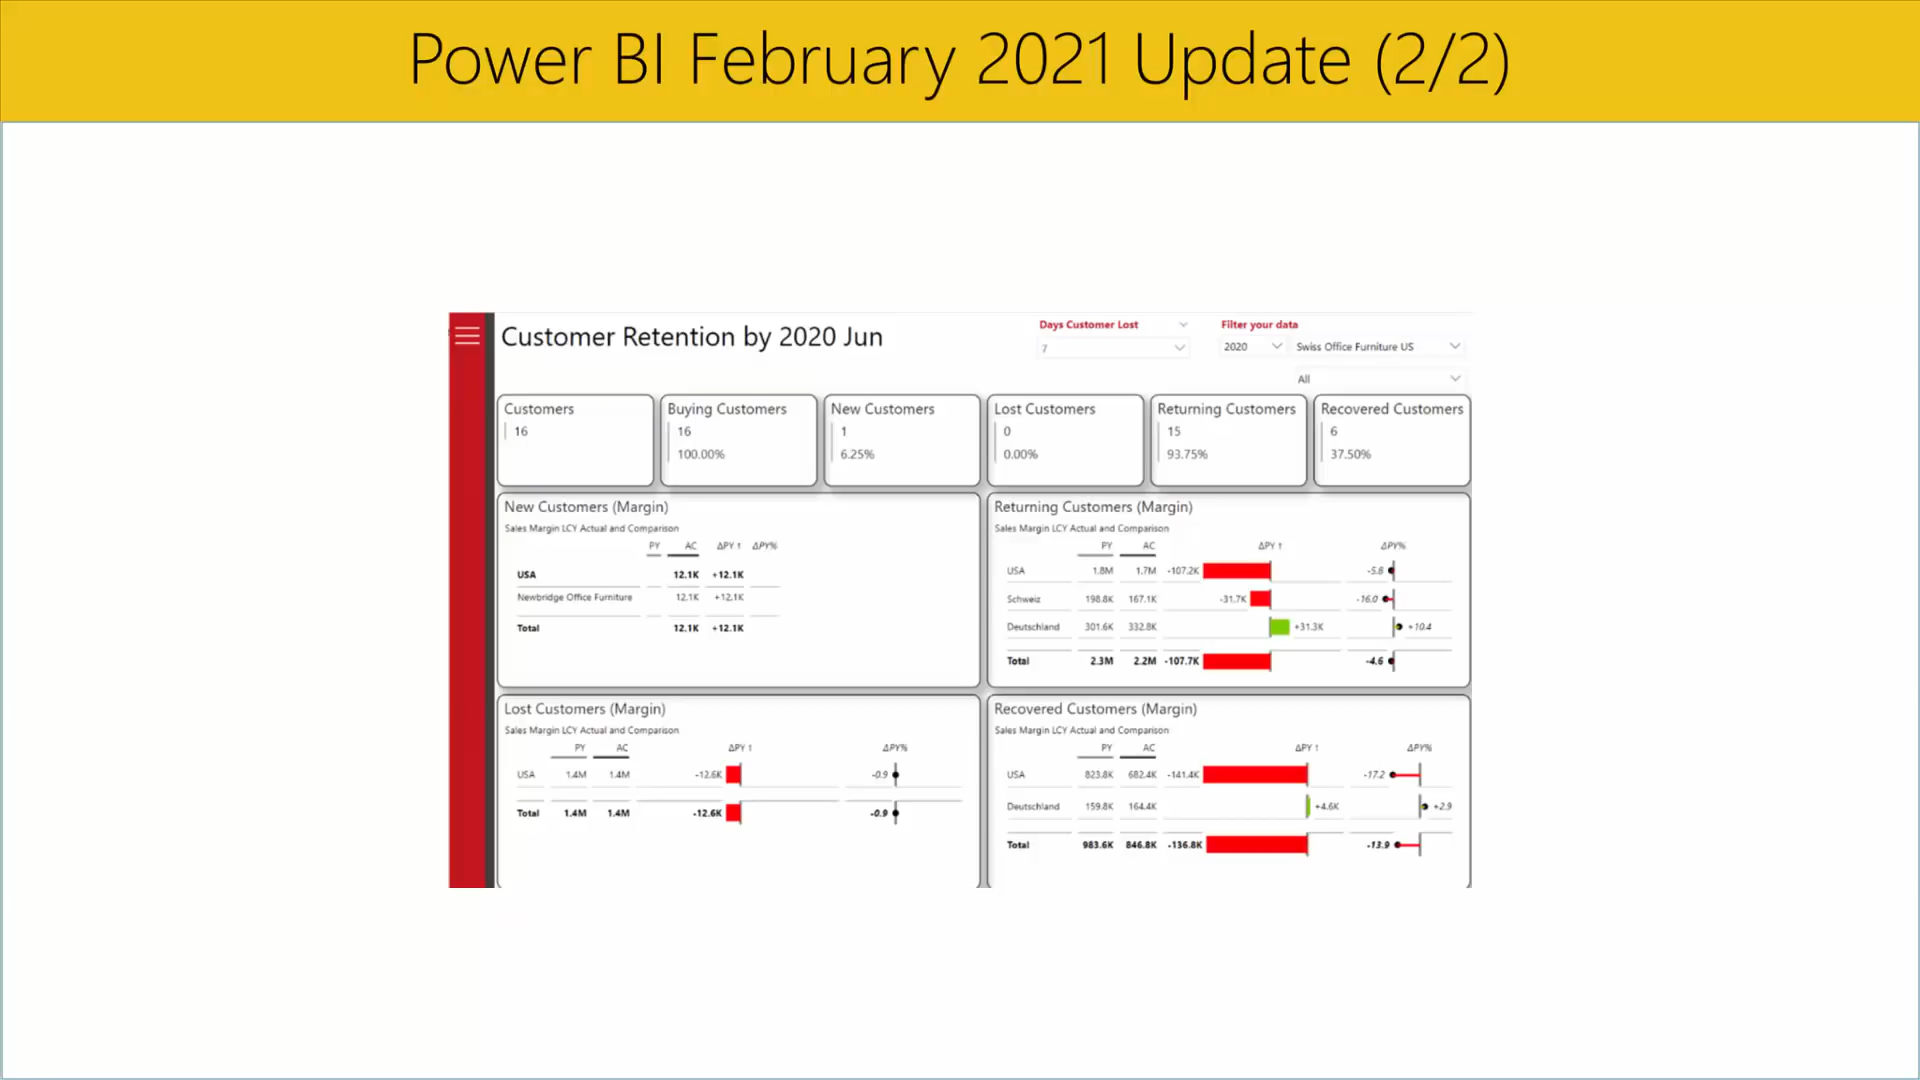 Power BI February 2021 Update (2/2)
Customer Retention by 2020 Jun
Days Customer Lost
7
Filter your data
2020 Swiss Office Furniture US
All
Customers
16
Buying Customers
16
100.00%
New Customers
1
6.25%
Lost Customers
0
0.00%
Returning Customers
15
93.75%
Recovered Customers
6
37.50%
New Customers (Margin)
Sales Margin LCY Actual and Comparison
PY AC ΔPY 1 ΔPY%
USA 12.1K +12.1K
Newbridge Office Furniture 12.1K +12.1K
Total 12.1K +12.1K
Returning Customers (Margin)
Sales Margin LCY Actual and Comparison
PY AC ΔPY 1 ΔPY%
USA 1.8M 1.7M -107.2K -5.8
Schweiz 198.8K 167.1K -31.7K -16.0
Deutschland 301.6K 332.8K +31.3K +10.4
Total 2.3M 2.2M -107.7K -4.6
Lost Customers (Margin)
Sales Margin LCY Actual and Comparison
PY AC ΔPY 1 ΔPY%
USA 1.4M 1.4M -12.6K -0.9
Total 1.4M 1.4M -12.6K -0.9
Recovered Customers (Margin)
Sales Margin LCY Actual and Comparison
PY AC ΔPY 1 ΔPY%
USA 823.8K 682.4K -141.4K -17.2
Deutschland 159.8K 164.4K +4.6K +2.9
Total 983.6K 846.8K -136.8K -13.9